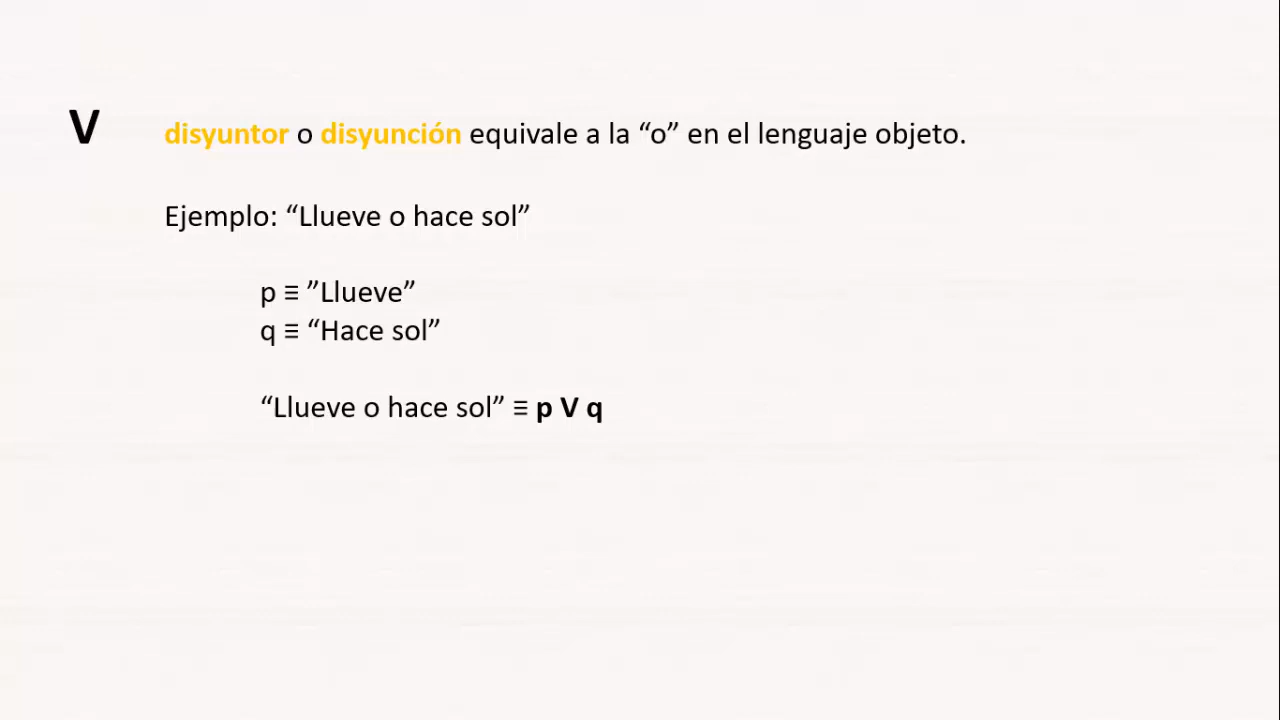 V disyuntor o disyunción equivale a la “o” en el lenguaje objeto.
Ejemplo: “Llueve o hace sol”
p ≡ ”Llueve”
q ≡ “Hace sol”
“Llueve o hace sol” ≡ p V q